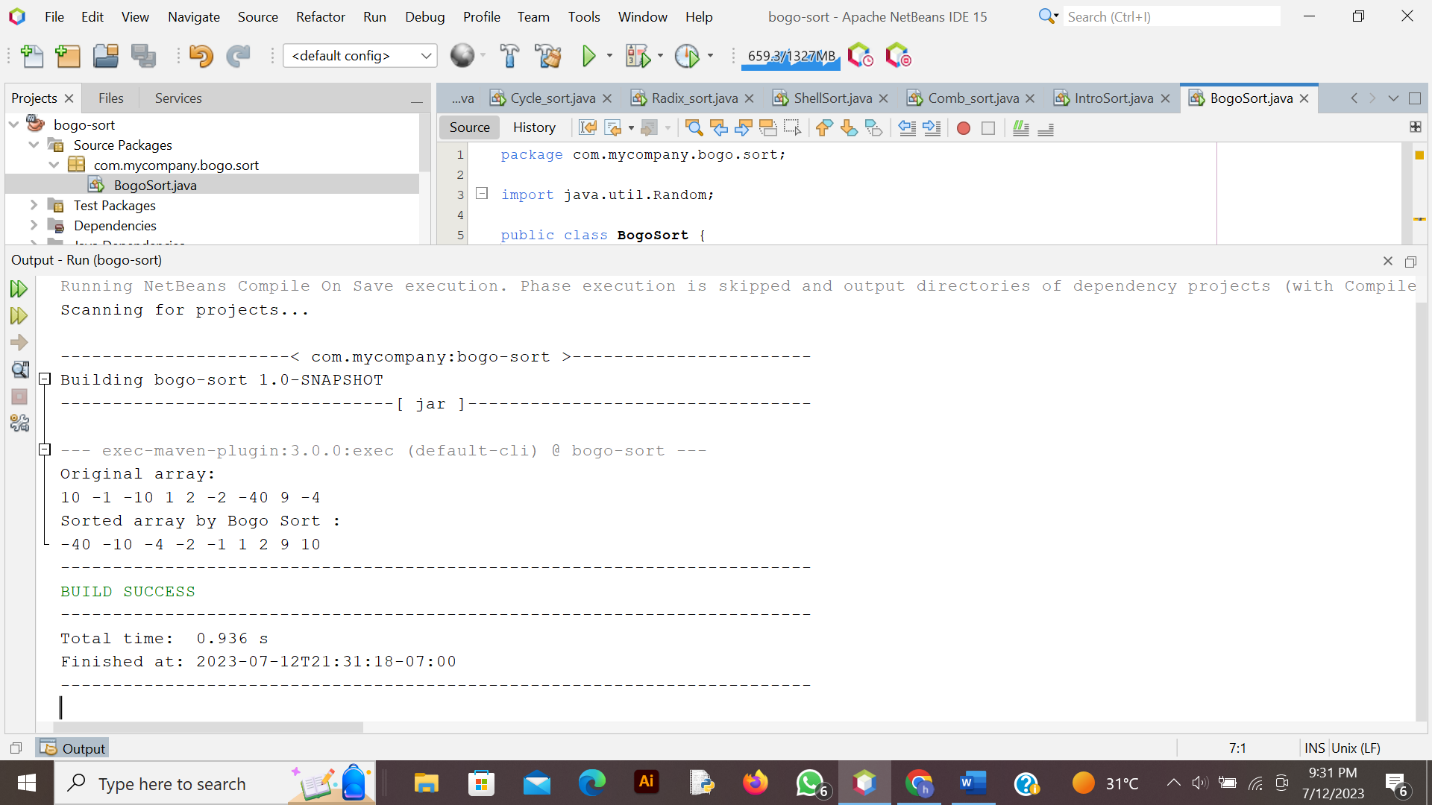 File Edit View Navigate Source Refactor Run Debug Profile Team Tools Window Help bogo-sort - Apache NetBeans IDE 15 Search (Ctrl+I)
<default config> 659.3/1327MB
Projects Files Services ...va Cycle_sort.java Radix_sort.java ShellSort.java Comb_sort.java IntroSort.java BogoSort.java
bogo-sort
Source Packages
com.mycompany.bogo.sort
BogoSort.java
Test Packages
Dependencies
Java Dependencies
Source History
1 package com.mycompany.bogo.sort;
2
3 import java.util.Random;
4
5 public class BogoSort {
Output - Run (bogo-sort)
Running NetBeans Compile On Save execution. Phase execution is skipped and output directories of dependency projects (with Compile
Scanning for projects...
----------------------< com.mycompany:bogo-sort >-----------------------
Building bogo-sort 1.0-SNAPSHOT
--------------------------------[ jar ]---------------------------------
--- exec-maven-plugin:3.0.0:exec (default-cli) @ bogo-sort ---
Original array:
10 -1 -10 1 2 -2 -40 9 -4
Sorted array by Bogo Sort :
-40 -10 -4 -2 -1 1 2 9 10
------------------------------------------------------------------------
BUILD SUCCESS
------------------------------------------------------------------------
Total time:  0.936 s
Finished at: 2023-07-12T21:31:18-07:00
------------------------------------------------------------------------
Output
7:1 INS Unix (LF)
Type here to search Ai 6 h W 31°C 9:31 PM 6
7/12/2023